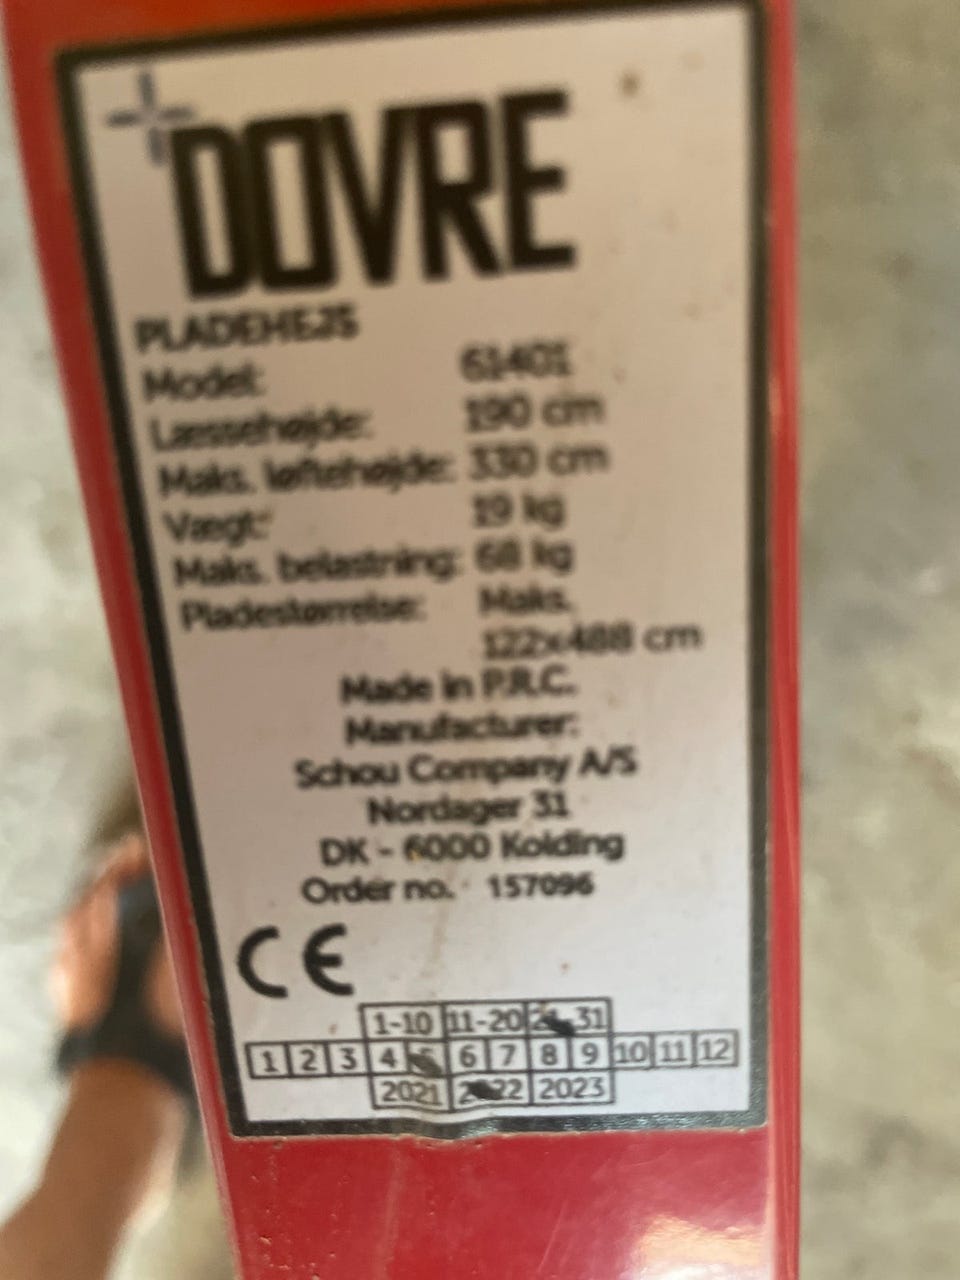 DOVRE
PLADEHEJS
Model: 61401
Læssehøjde: 190 cm
Maks. løftehøjde: 330 cm
Vægt: 19 kg
Maks. belastning: 68 kg
Pladestørrelse: Maks.
122x488 cm
Made in P.R.C.
Manufacturer:
Schou Company A/S
Nordager 31
DK - 6000 Kolding
Order no. 157096
CE
1-10 11-20 21-31
1 2 3 4 5 6 7 8 9 10 11 12
2021 2022 2023